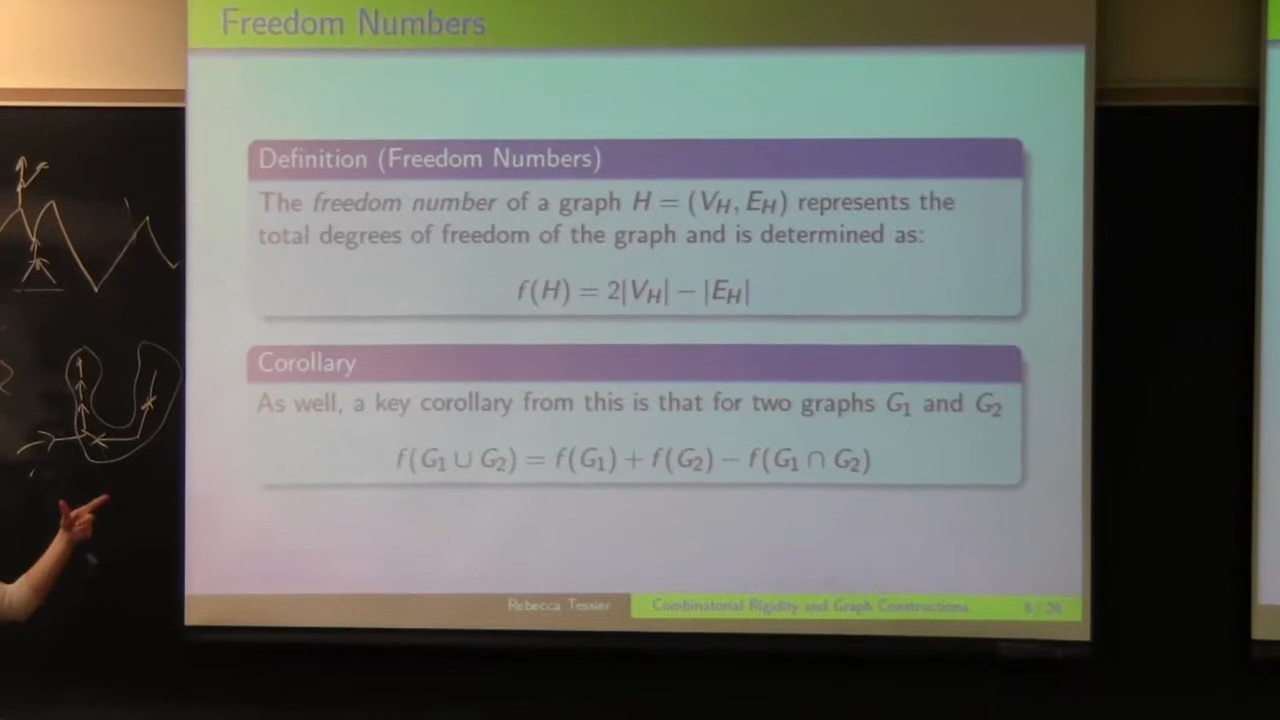 Freedom Numbers
Definition (Freedom Numbers)
The freedom number of a graph H = (V_H, E_H) represents the
total degrees of freedom of the graph and is determined as:
f(H) = 2|V_H| − |E_H|
Corollary
As well, a key corollary from this is that for two graphs G₁ and G₂
f(G₁ ∪ G₂) = f(G₁) + f(G₂) − f(G₁ ∩ G₂)
Rebecca Tessier Combinatorial Rigidity and Graph Constructions